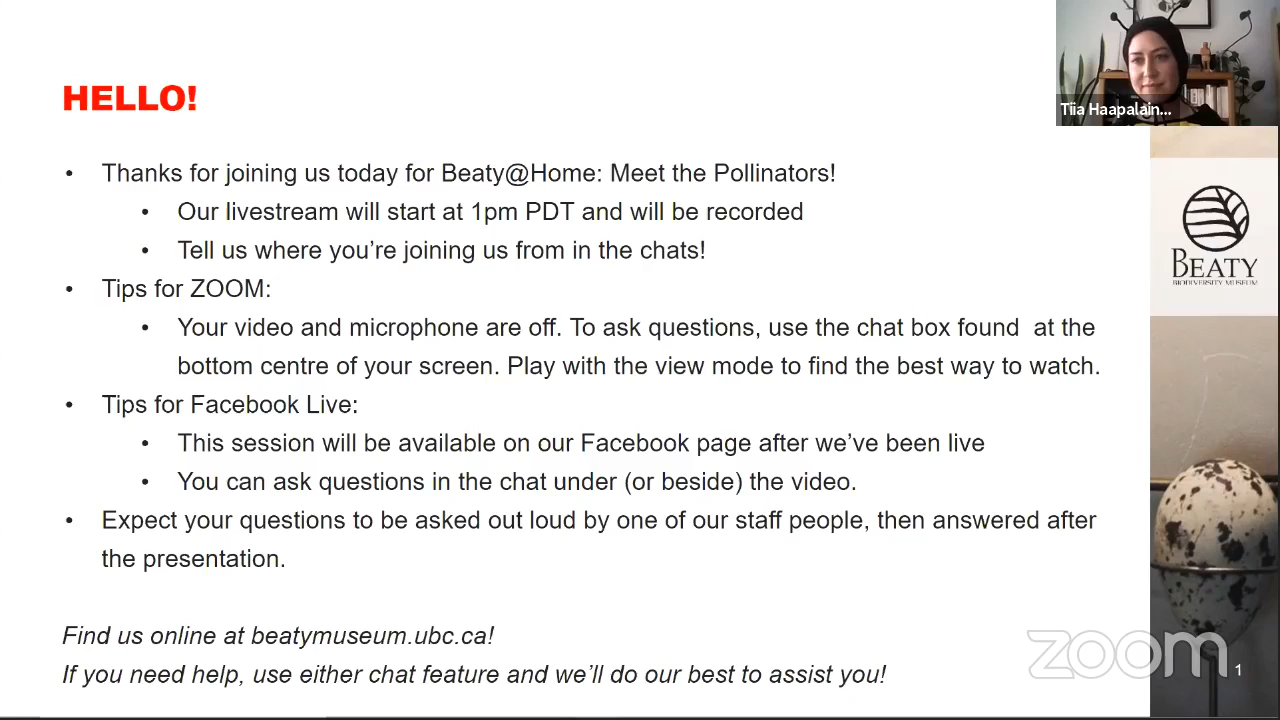 HELLO!
Tiia Haapalain...
• Thanks for joining us today for Beaty@Home: Meet the Pollinators!
• Our livestream will start at 1pm PDT and will be recorded
• Tell us where you’re joining us from in the chats!
• Tips for ZOOM:
• Your video and microphone are off. To ask questions, use the chat box found at the
bottom centre of your screen. Play with the view mode to find the best way to watch.
• Tips for Facebook Live:
• This session will be available on our Facebook page after we’ve been live
• You can ask questions in the chat under (or beside) the video.
• Expect your questions to be asked out loud by one of our staff people, then answered after
the presentation.
Find us online at beatymuseum.ubc.ca!
If you need help, use either chat feature and we’ll do our best to assist you!
BEATY
BIODIVERSITY MUSEUM
zoom
1